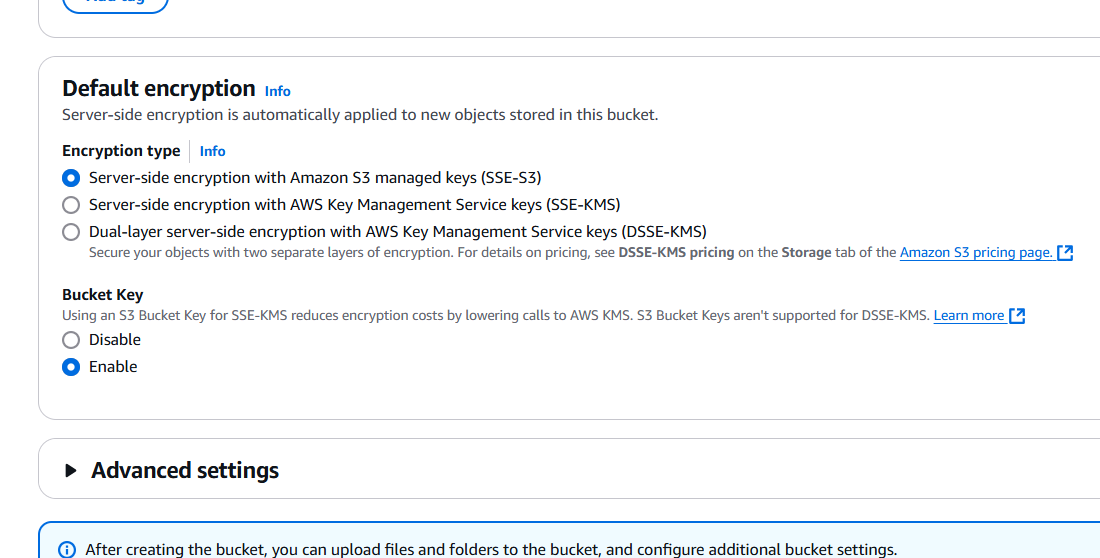 Default encryption Info
Server-side encryption is automatically applied to new objects stored in this bucket.
Encryption type Info
Server-side encryption with Amazon S3 managed keys (SSE-S3)
Server-side encryption with AWS Key Management Service keys (SSE-KMS)
Dual-layer server-side encryption with AWS Key Management Service keys (DSSE-KMS)
Secure your objects with two separate layers of encryption. For details on pricing, see DSSE-KMS pricing on the Storage tab of the Amazon S3 pricing page.
Bucket Key
Using an S3 Bucket Key for SSE-KMS reduces encryption costs by lowering calls to AWS KMS. S3 Bucket Keys aren't supported for DSSE-KMS. Learn more
Disable
Enable
Advanced settings
After creating the bucket, you can upload files and folders to the bucket, and configure additional bucket settings.